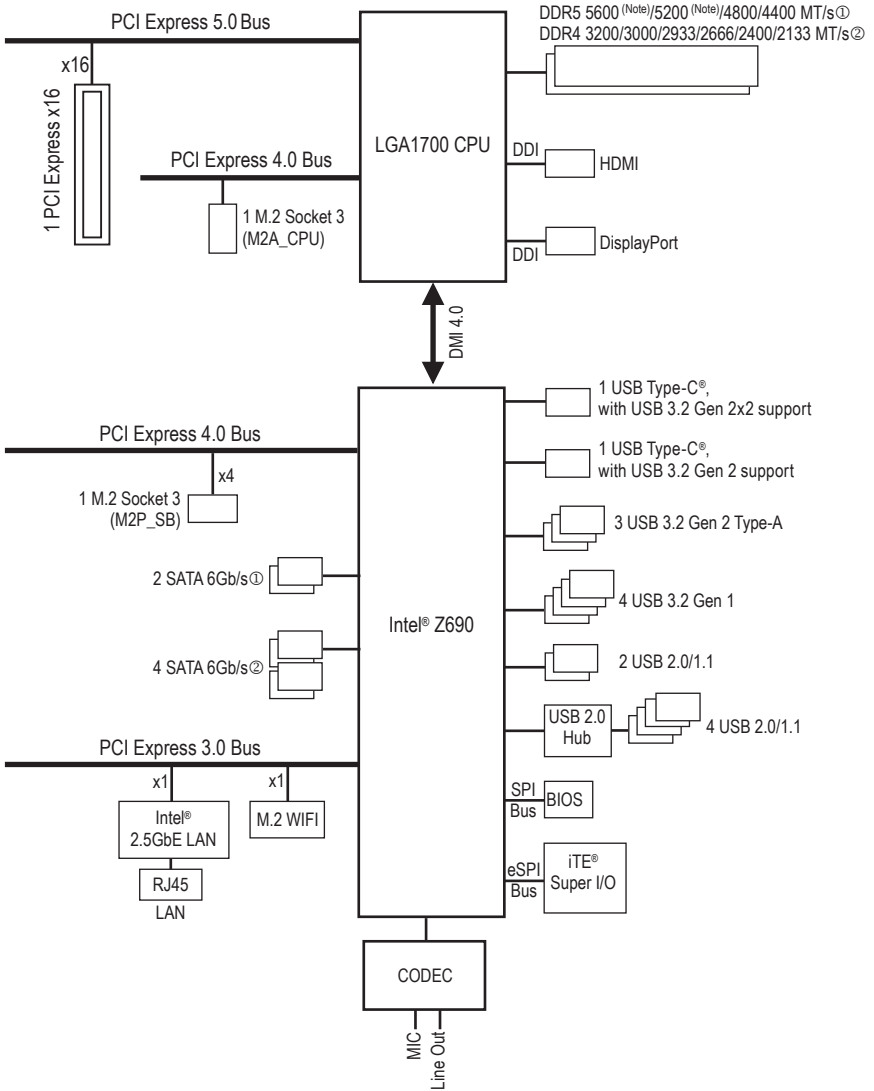 PCI Express 5.0 Bus
DDR5 5600 (Note)/5200 (Note)/4800/4400 MT/s①
DDR4 3200/3000/2933/2666/2400/2133 MT/s②
x16
1 PCI Express x16
LGA1700 CPU
DDI
HDMI
PCI Express 4.0 Bus
1 M.2 Socket 3
(M2A_CPU)
DisplayPort
DDI
DMI 4.0
1 USB Type-C®,
with USB 3.2 Gen 2x2 support
PCI Express 4.0 Bus
1 USB Type-C®,
with USB 3.2 Gen 2 support
x4
1 M.2 Socket 3
(M2P_SB)
3 USB 3.2 Gen 2 Type-A
2 SATA 6Gb/s①
4 USB 3.2 Gen 1
Intel® Z690
4 SATA 6Gb/s②
2 USB 2.0/1.1
USB 2.0
Hub
4 USB 2.0/1.1
PCI Express 3.0 Bus
x1
x1
SPI
Bus
BIOS
Intel®
2.5GbE LAN
M.2 WIFI
eSPI
Bus
iTE®
Super I/O
RJ45
LAN
CODEC
MIC
Line Out